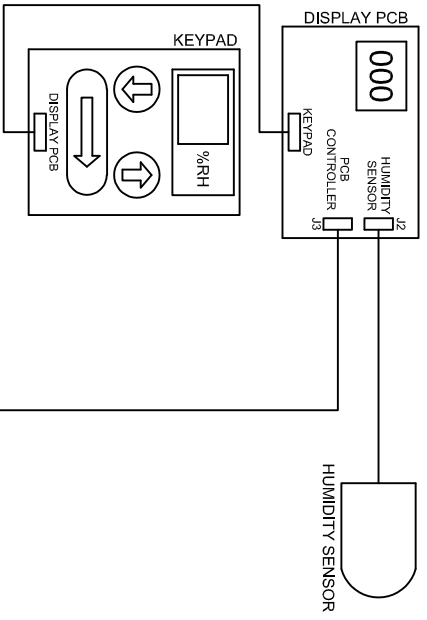 DISPLAY PCB
000
KEYPAD
PCB
CONTROLLER
HUMIDITY
SENSOR
J3
J2
KEYPAD
%RH
DISPLAY PCB
HUMIDITY SENSOR